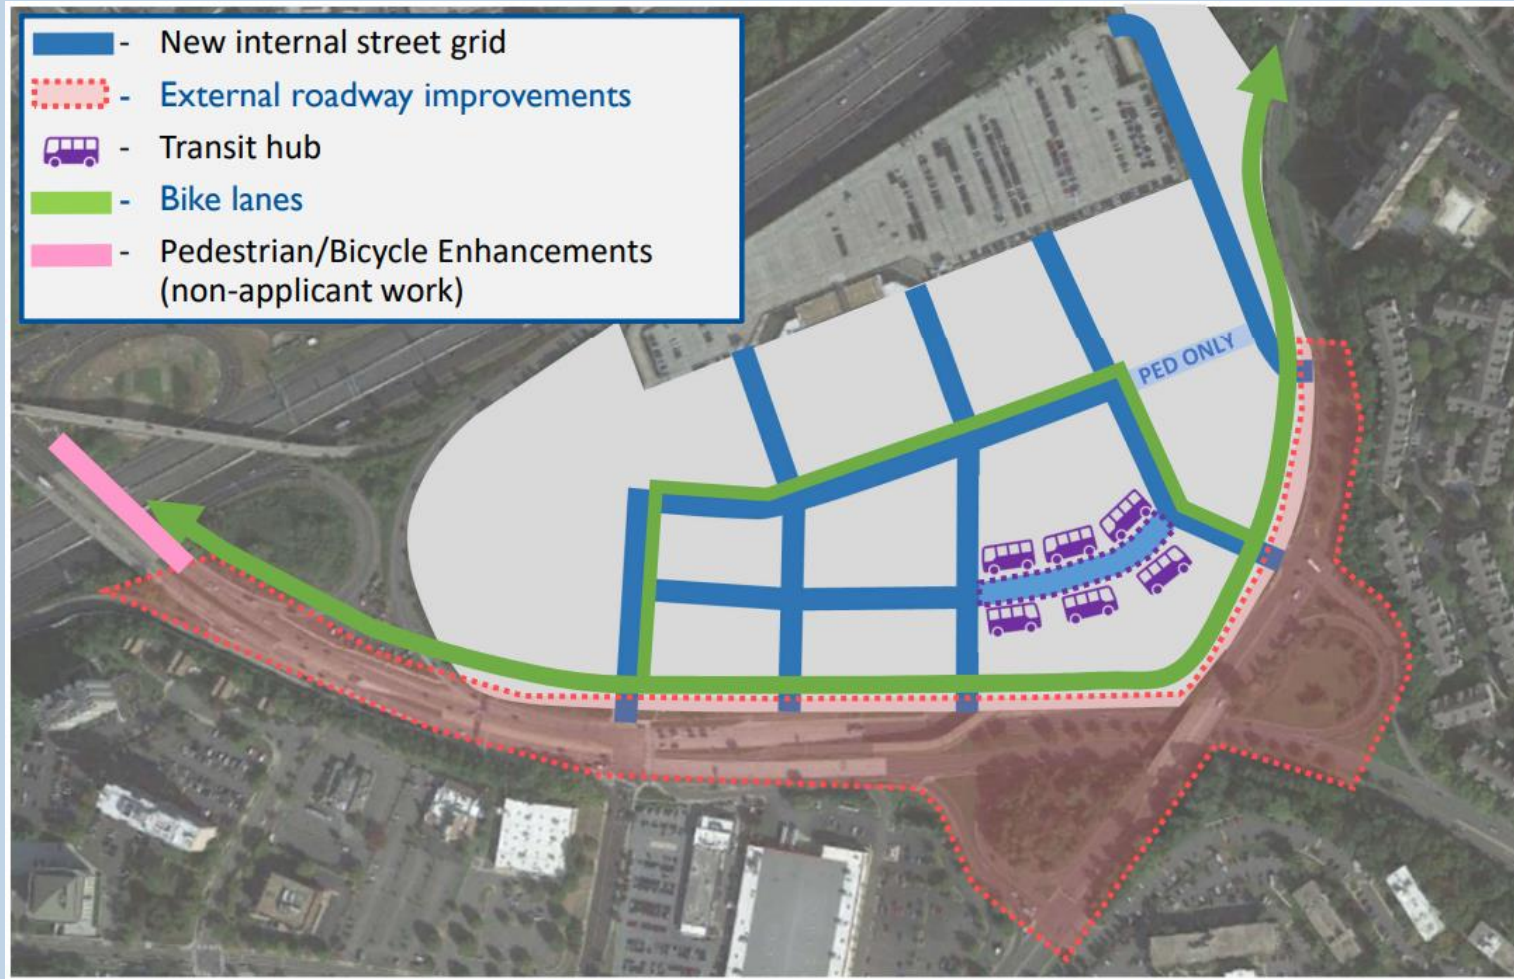 - New internal street grid
- External roadway improvements
- Transit hub
- Bike lanes
- Pedestrian/Bicycle Enhancements
(non-applicant work)
PED ONLY